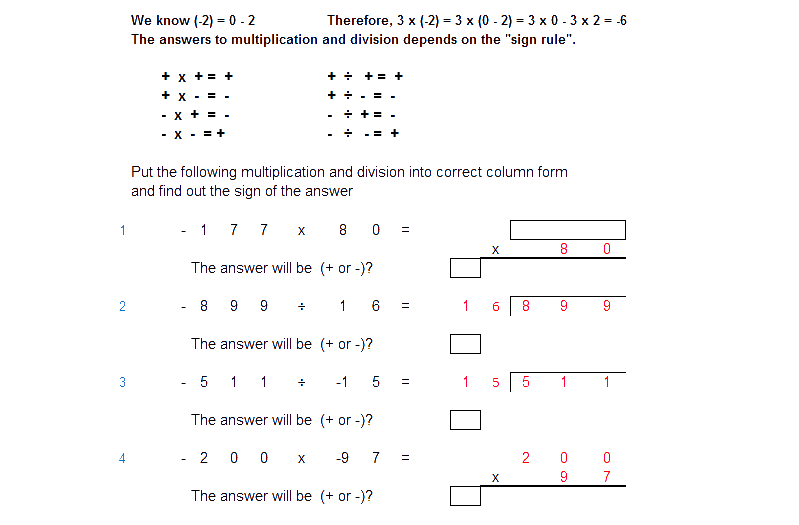 We know (-2) = 0 - 2 Therefore, 3 x (-2) = 3 x (0 - 2) = 3 x 0 - 3 x 2 = -6
The answers to multiplication and division depends on the "sign rule".
+ x + = + + ÷ + = +
+ x - = - + ÷ - = -
- x + = - - ÷ + = -
- x - = + - ÷ - = +
Put the following multiplication and division into correct column form
and find out the sign of the answer
1 - 1 7 7 x 8 0 =
x 8 0
The answer will be (+ or -)?
2 - 8 9 9 ÷ 1 6 = 1 6 8 9 9
The answer will be (+ or -)?
3 - 5 1 1 ÷ -1 5 = 1 5 5 1 1
The answer will be (+ or -)?
4 - 2 0 0 x -9 7 = 2 0 0
x 9 7
The answer will be (+ or -)?